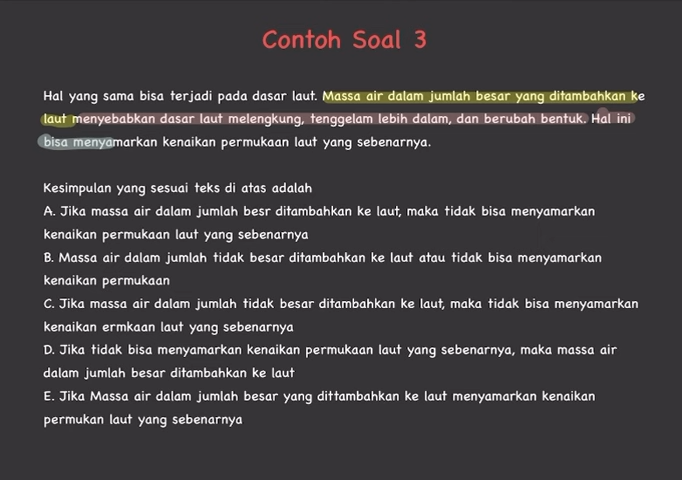 Contoh Soal 3
Hal yang sama bisa terjadi pada dasar laut. Massa air dalam jumlah besar yang ditambahkan ke
laut menyebabkan dasar laut melengkung, tenggelam lebih dalam, dan berubah bentuk. Hal ini
bisa menyamarkan kenaikan permukaan laut yang sebenarnya.
Kesimpulan yang sesuai teks di atas adalah
A. Jika massa air dalam jumlah besr ditambahkan ke laut, maka tidak bisa menyamarkan
kenaikan permukaan laut yang sebenarnya
B. Massa air dalam jumlah tidak besar ditambahkan ke laut atau tidak bisa menyamarkan
kenaikan permukaan
C. Jika massa air dalam jumlah tidak besar ditambahkan ke laut, maka tidak bisa menyamarkan
kenaikan ermkaan laut yang sebenarnya
D. Jika tidak bisa menyamarkan kenaikan permukaan laut yang sebenarnya, maka massa air
dalam jumlah besar ditambahkan ke laut
E. Jika Massa air dalam jumlah besar yang dittambahkan ke laut menyamarkan kenaikan
permukan laut yang sebenarnya